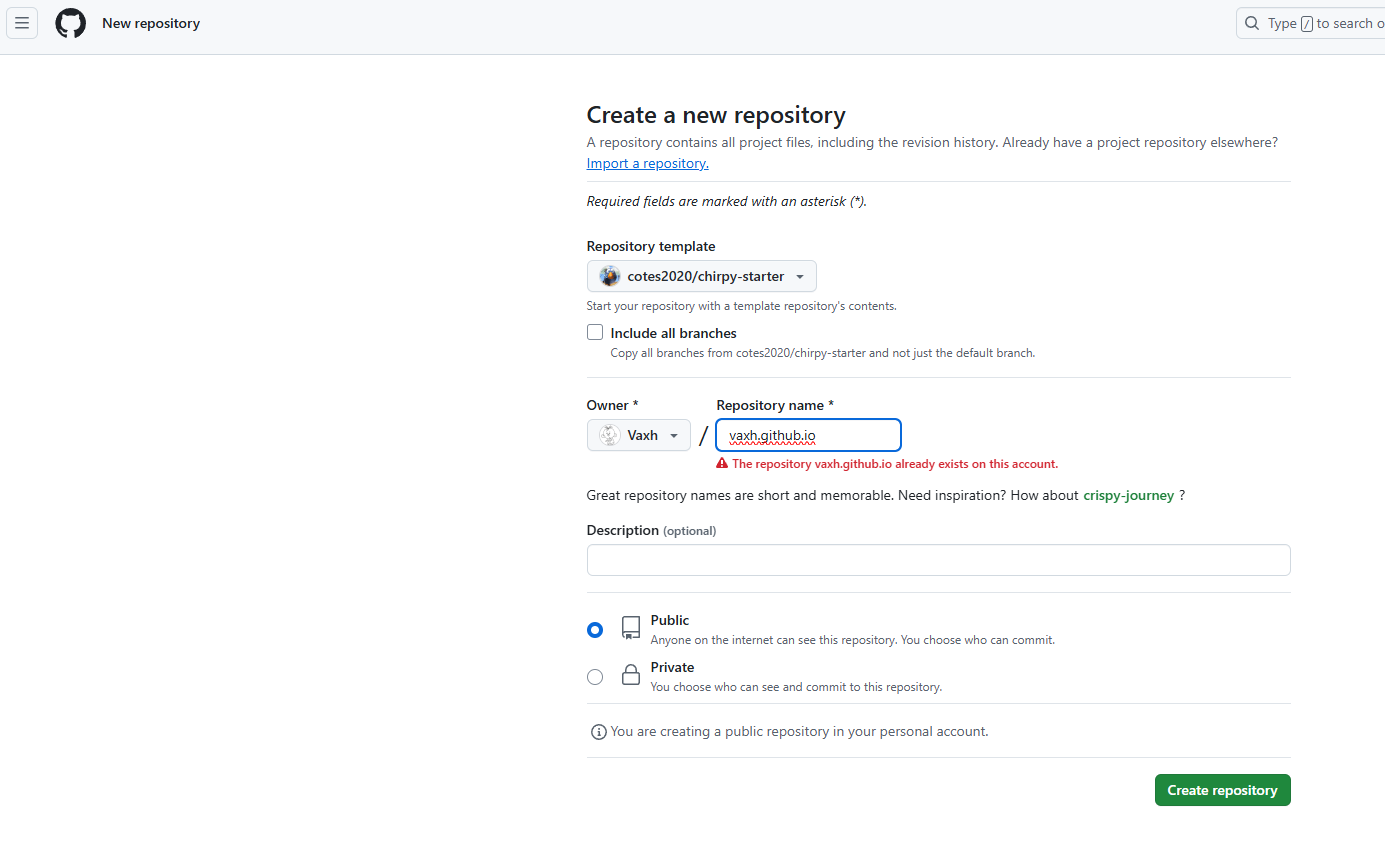 New repository
Type / to search o
Create a new repository
A repository contains all project files, including the revision history. Already have a project repository elsewhere?
Import a repository.
Required fields are marked with an asterisk (*).
Repository template
cotes2020/chirpy-starter
Start your repository with a template repository's contents.
Include all branches
Copy all branches from cotes2020/chirpy-starter and not just the default branch.
Owner * Repository name *
Vaxh / vaxh.github.io
The repository vaxh.github.io already exists on this account.
Great repository names are short and memorable. Need inspiration? How about crispy-journey ?
Description (optional)
Public
Anyone on the internet can see this repository. You choose who can commit.
Private
You choose who can see and commit to this repository.
You are creating a public repository in your personal account.
Create repository